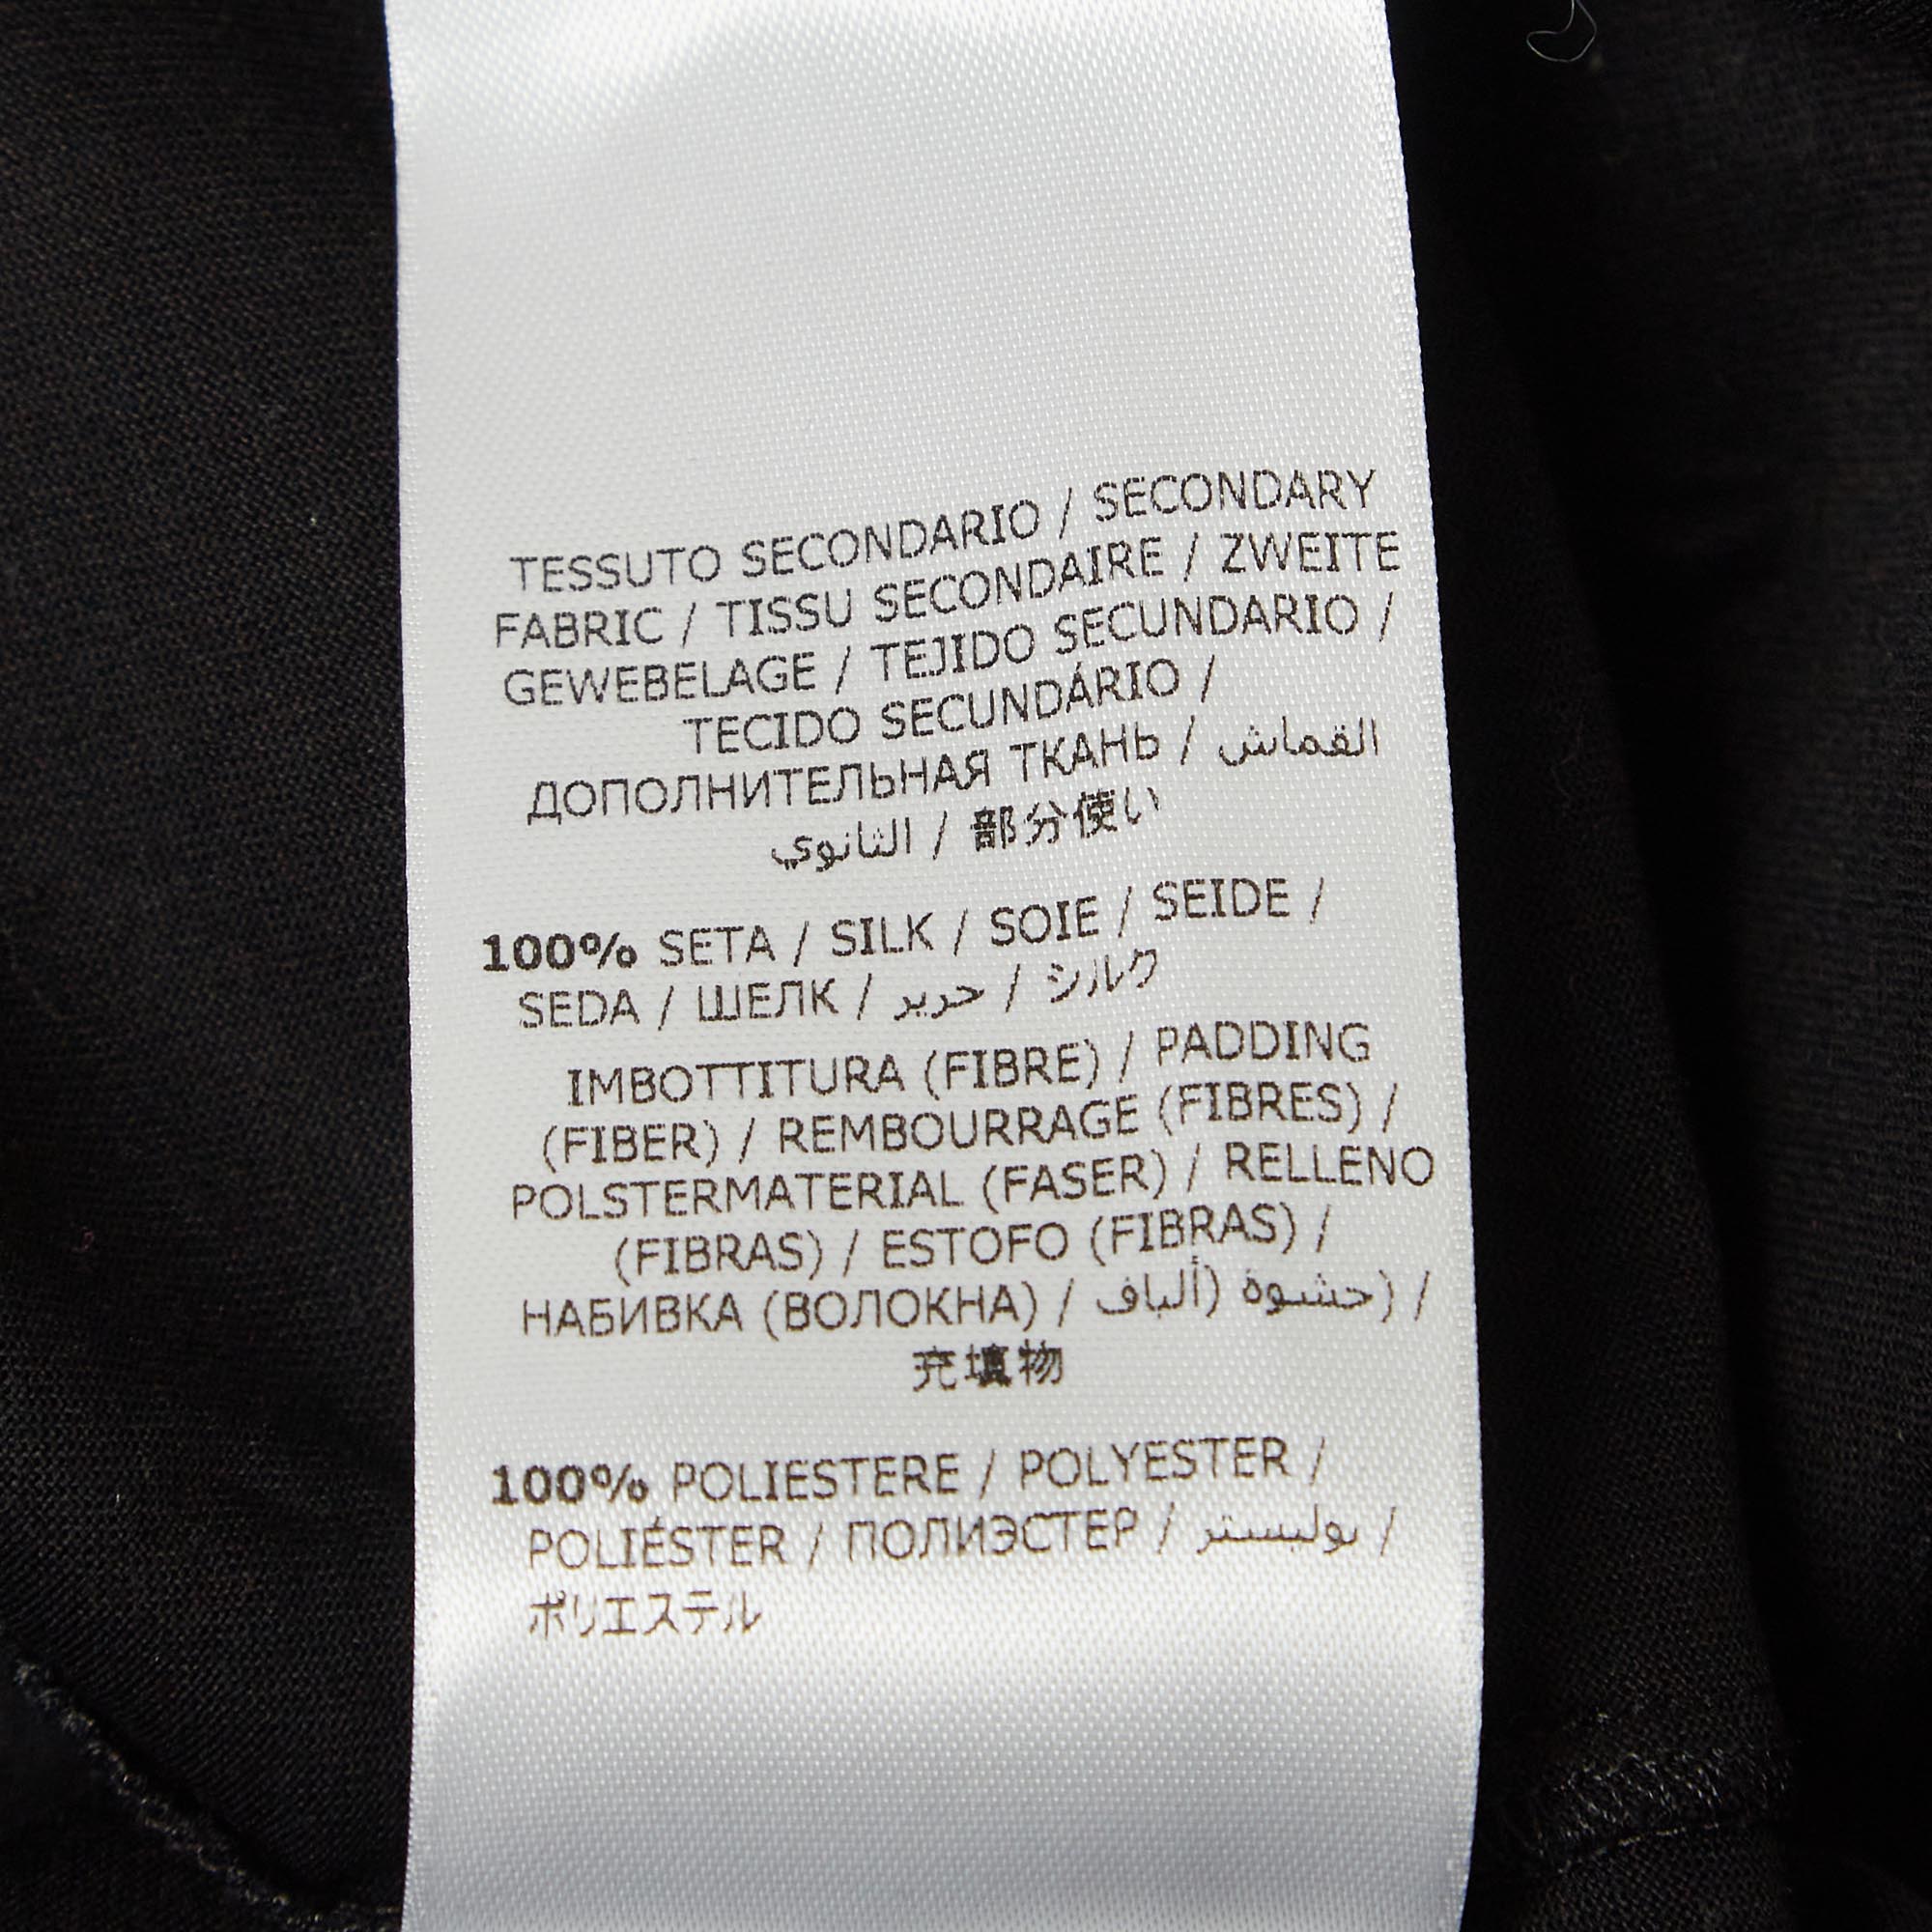 TESSUTO SECONDARIO / SECONDARY
FABRIC / TISSU SECONDAIRE / ZWEITE
GEWEBELAGE / TEJIDO SECUNDARIO /
TECIDO SECUNDÁRIO /
ДОПОЛНИТЕЛЬНАЯ ТКАНЬ / القماش
الثانوي / 部分使い
100% SETA / SILK / SOIE / SEIDE /
SEDA / ШЕЛК / حرير / シルク
IMBOTTITURA (FIBRE) / PADDING
(FIBER) / REMBOURRAGE (FIBRES) /
POLSTERMATERIAL (FASER) / RELLENO
(FIBRAS) / ESTOFO (FIBRAS) /
НАБИВКА (ВОЛОКНА) / حشوة (ألياف) /
充填物
100% POLIESTERE / POLYESTER /
POLIÉSTER / ПОЛИЭСТЕР / بوليستر /
ポリエステル